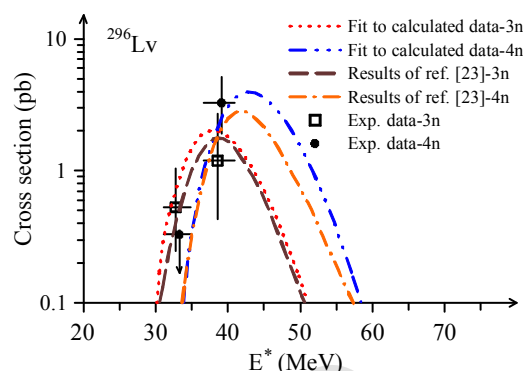 ²⁹⁶Lv
Fit to calculated data-3n
Fit to calculated data-4n
Results of ref. [23]-3n
Results of ref. [23]-4n
Exp. data-3n
Exp. data-4n
Cross section (pb)
10
1
0.1
20 30 40 50 60 70
E* (MeV)